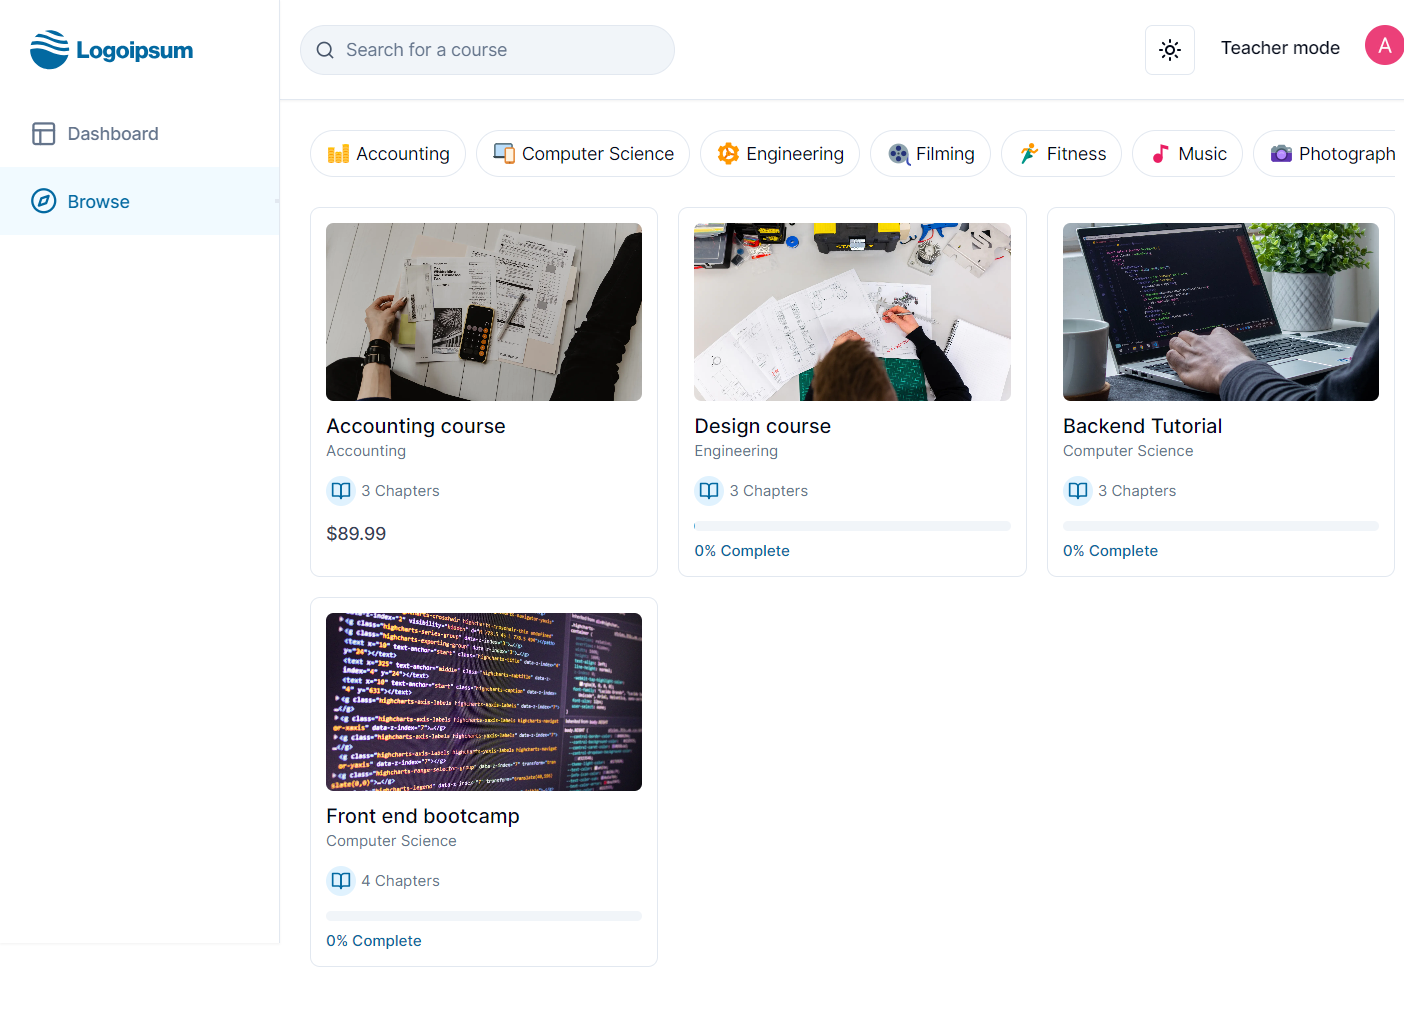 Logoipsum
Search for a course
Teacher mode
A
Dashboard
Browse
Accounting
Computer Science
Engineering
Filming
Fitness
Music
Photograph
Accounting course
Accounting
3 Chapters
$89.99
Design course
Engineering
3 Chapters
0% Complete
Backend Tutorial
Computer Science
3 Chapters
0% Complete
Front end bootcamp
Computer Science
4 Chapters
0% Complete